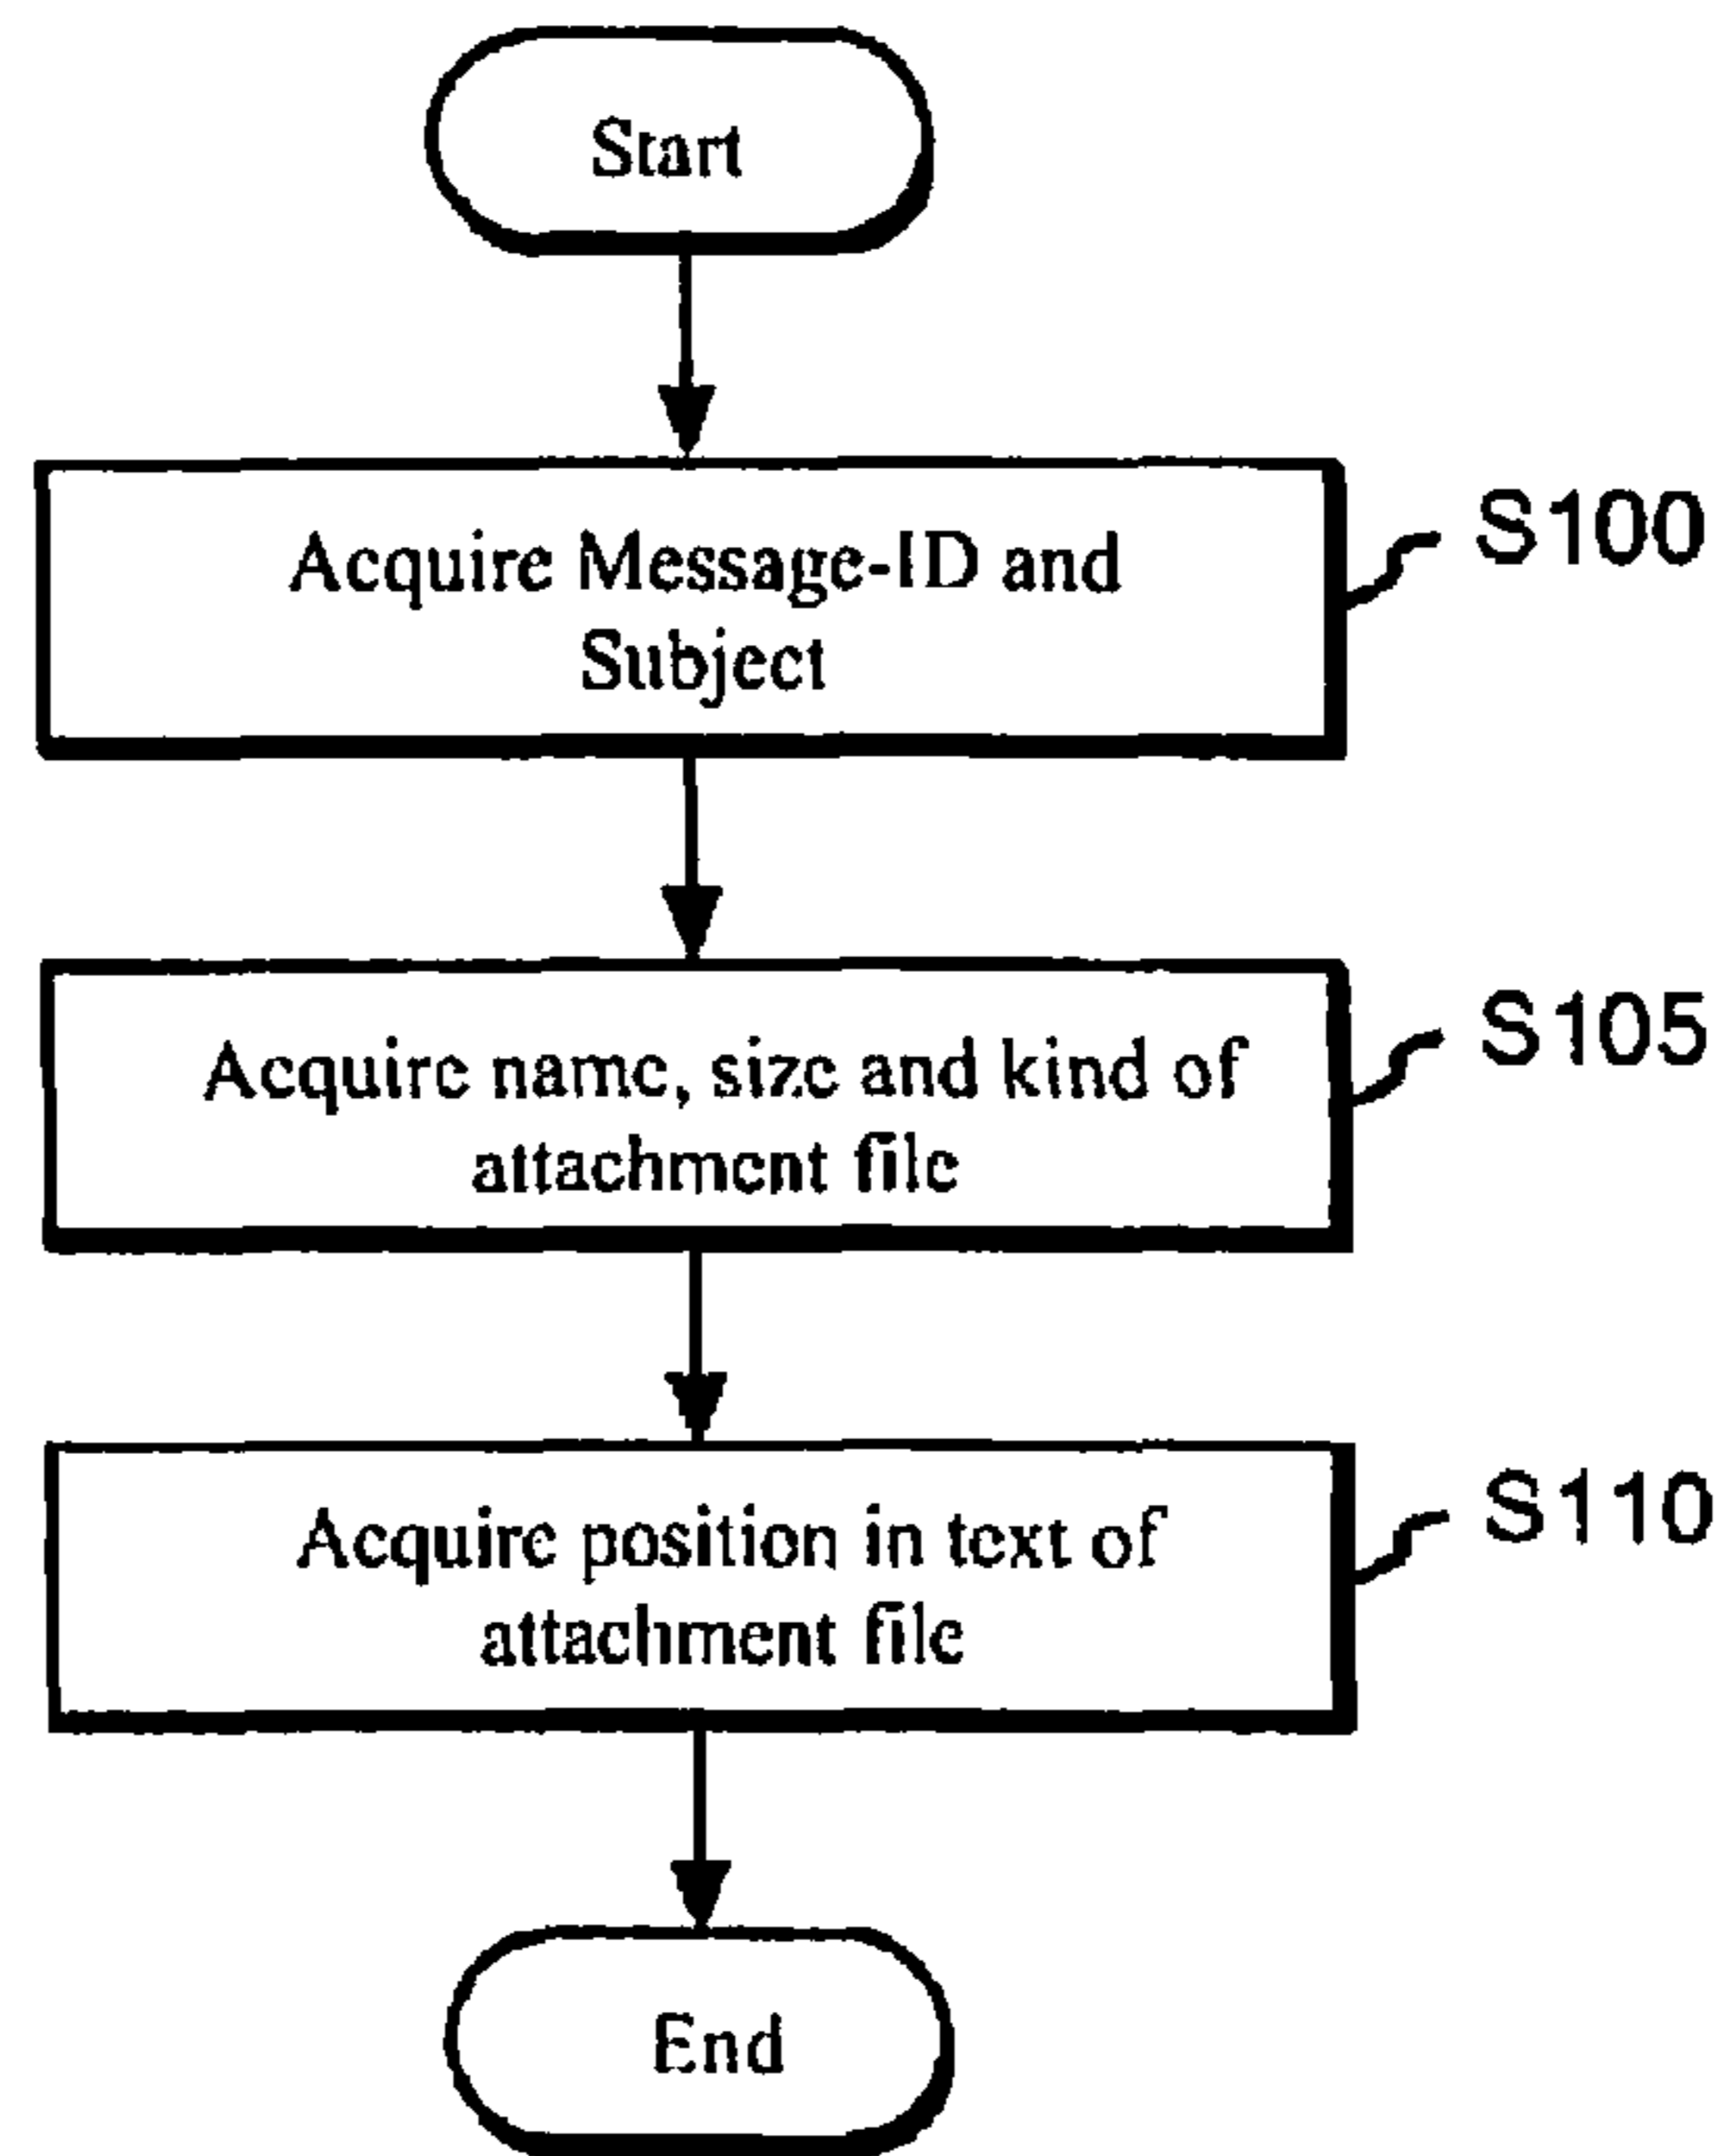 Start
Acquire Message-ID and
Subject
S100
Acquire name, size and kind of
attachment file
S105
Acquire position in text of
attachment file
S110
End